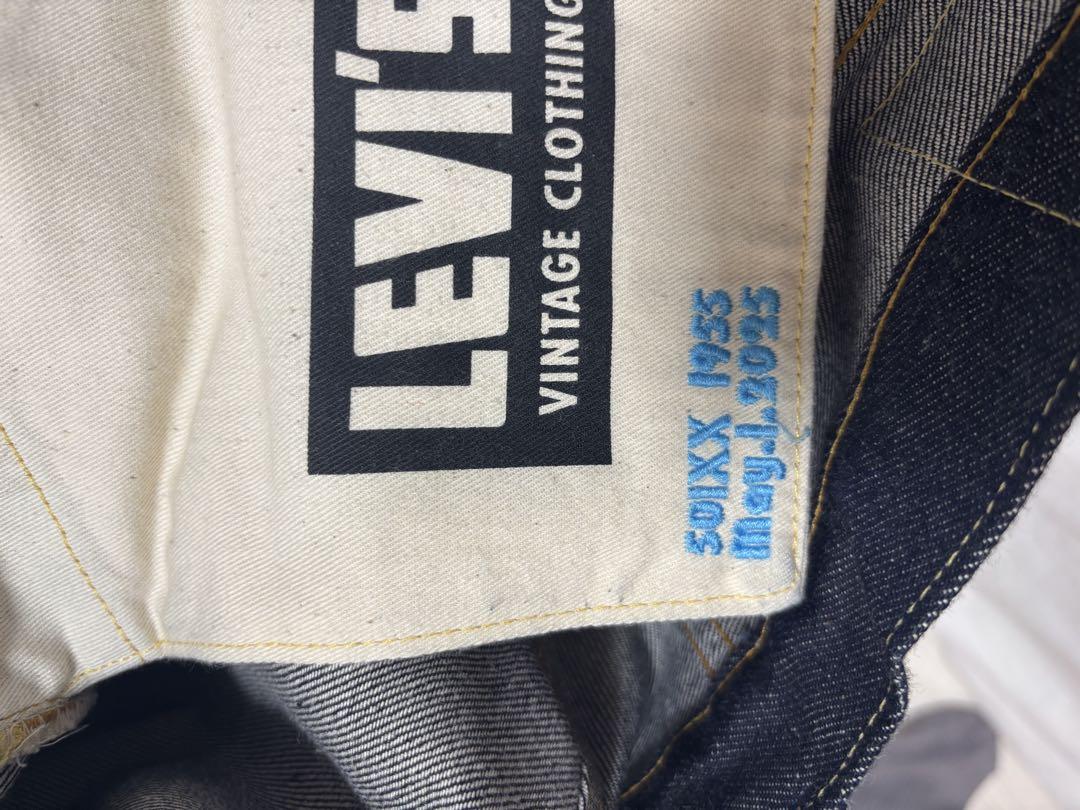 LEVI'S
VINTAGE CLOTHING
501XX 1955
May.1.2025